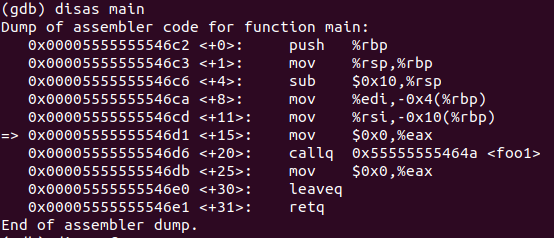 (gdb) disas main
Dump of assembler code for function main:
   0x00005555555546c2 <+0>:     push   %rbp
   0x00005555555546c3 <+1>:     mov    %rsp,%rbp
   0x00005555555546c6 <+4>:     sub    $0x10,%rsp
   0x00005555555546ca <+8>:     mov    %edi,-0x4(%rbp)
   0x00005555555546cd <+11>:    mov    %rsi,-0x10(%rbp)
=> 0x00005555555546d1 <+15>:    mov    $0x0,%eax
   0x00005555555546d6 <+20>:    callq  0x55555555464a <foo1>
   0x00005555555546db <+25>:    mov    $0x0,%eax
   0x00005555555546e0 <+30>:    leaveq
   0x00005555555546e1 <+31>:    retq
End of assembler dump.